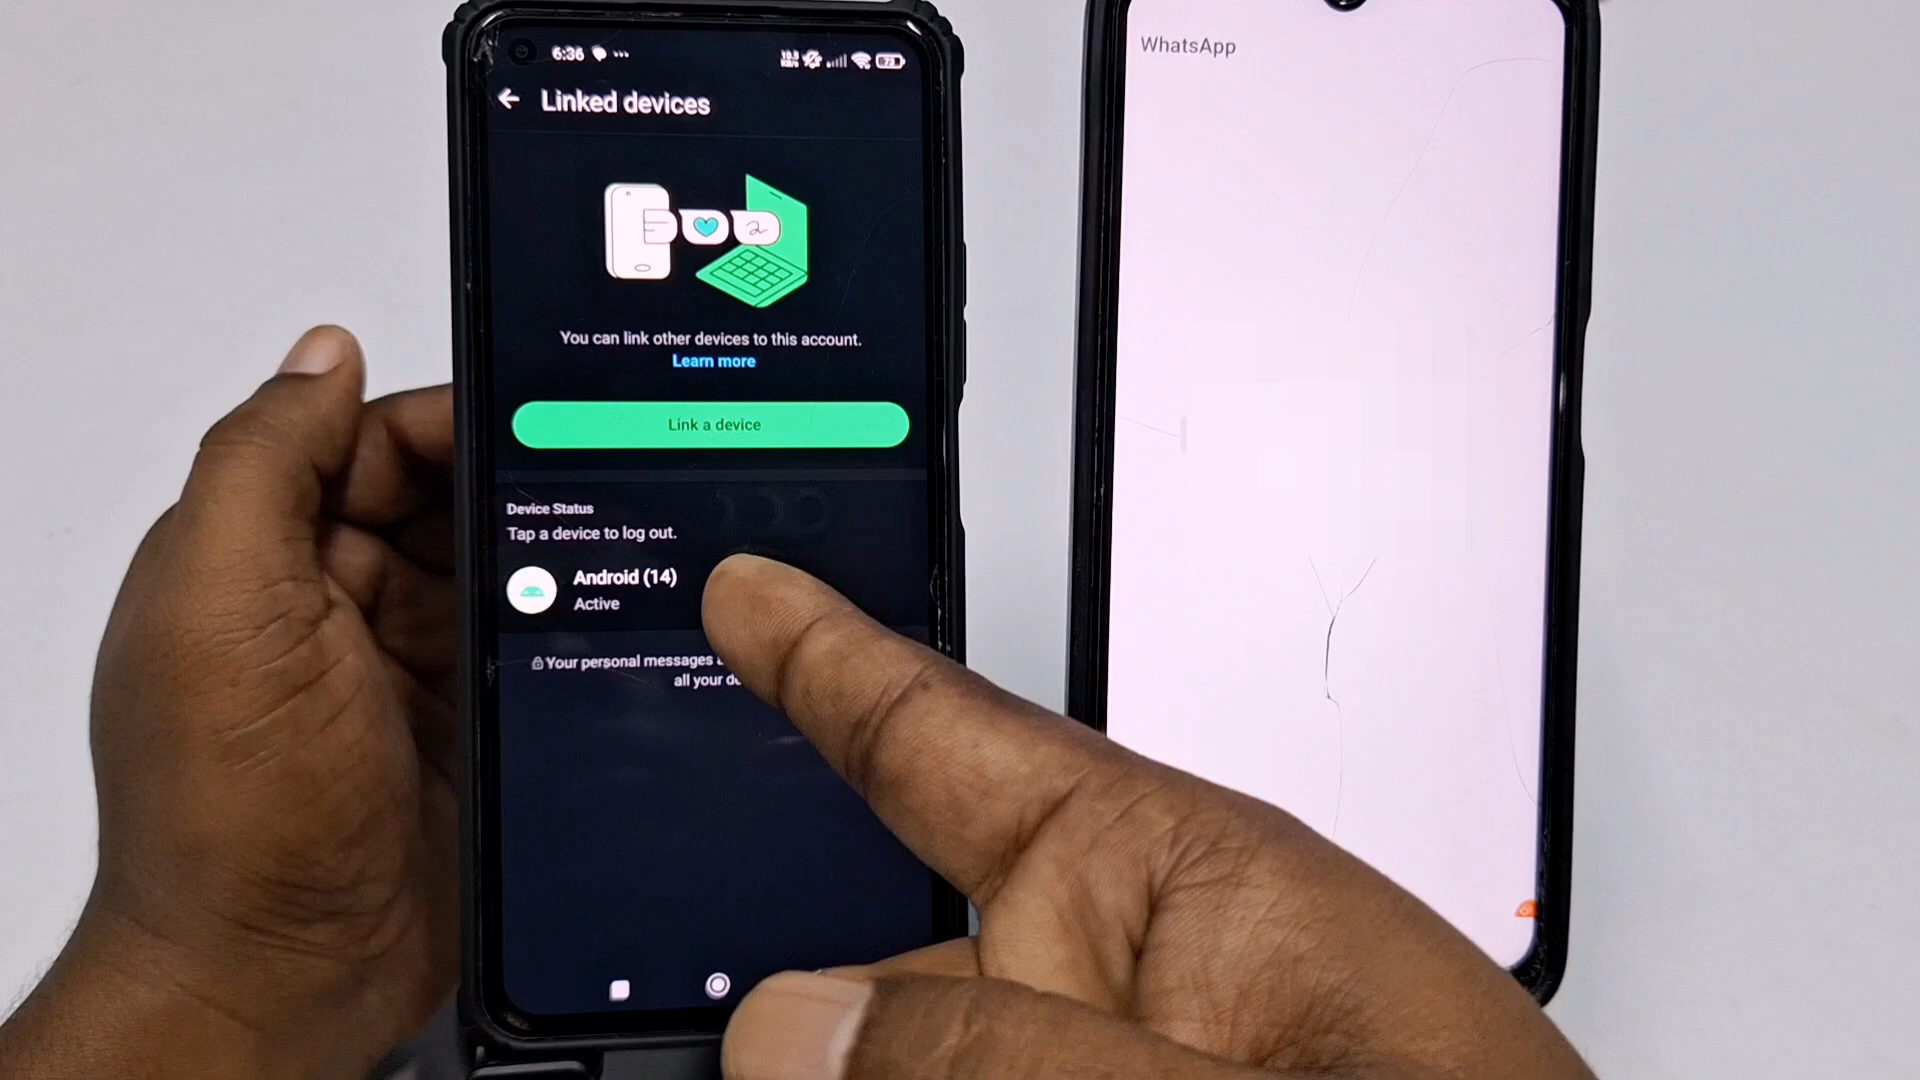 6:36
73
Linked devices
You can link other devices to this account.
Learn more
Link a device
Device Status
Tap a device to log out.
Android (14)
Active
Your personal messages
all your
WhatsApp